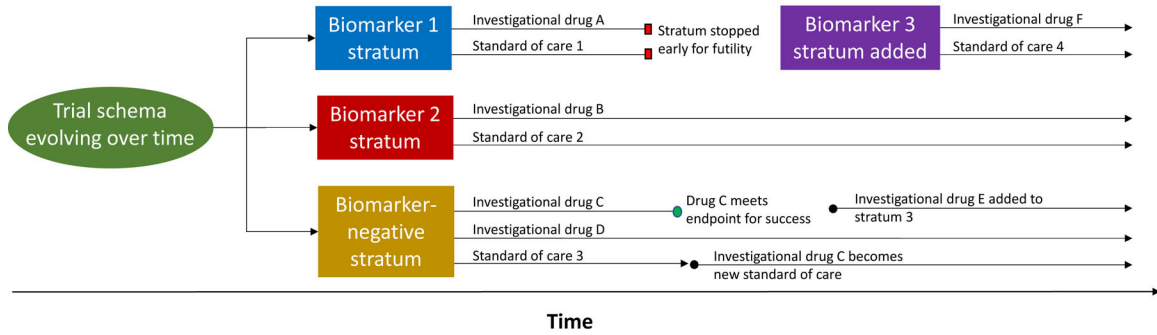 Trial schema
evolving over time
Biomarker 1
stratum
Investigational drug A
Standard of care 1
Stratum stopped
early for futility
Biomarker 3
stratum added
Investigational drug F
Standard of care 4
Biomarker 2
stratum
Investigational drug B
Standard of care 2
Biomarker-
negative
stratum
Investigational drug C
Drug C meets
endpoint for success
Investigational drug E added to
stratum 3
Investigational drug D
Standard of care 3
Investigational drug C becomes
new standard of care
Time